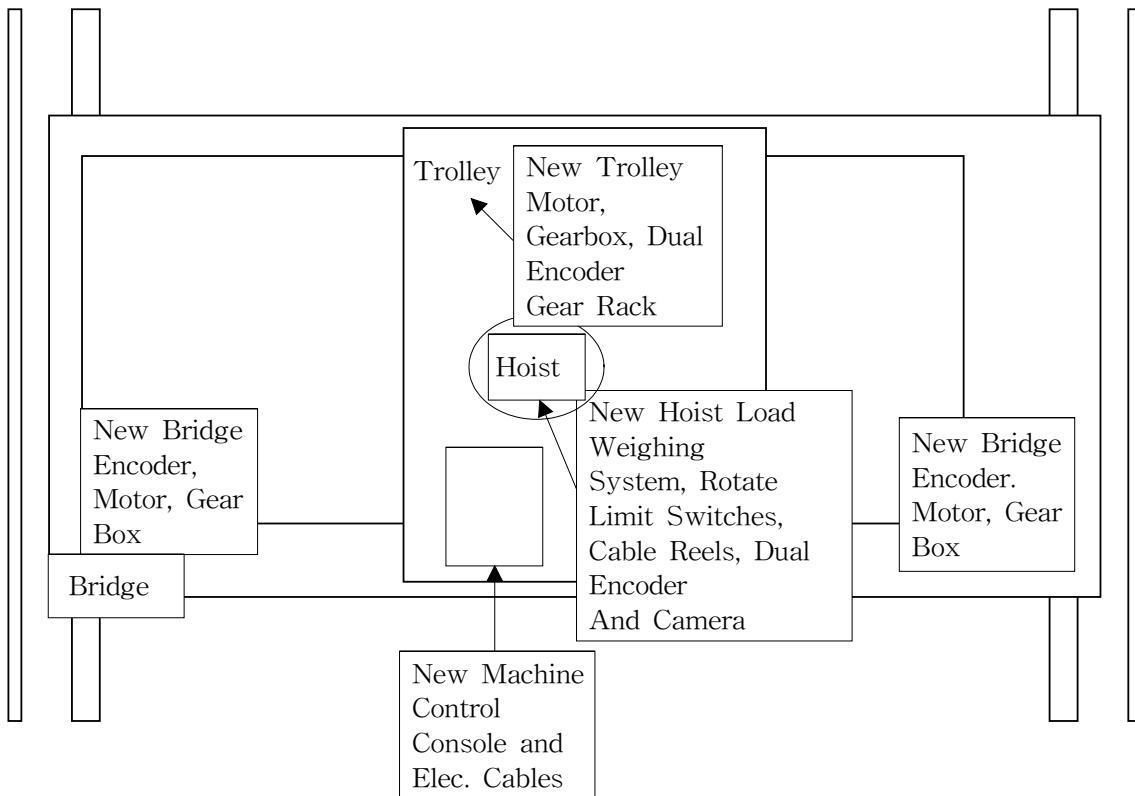 Trolley
New Trolley
Motor,
Gearbox, Dual
Encoder
Gear Rack
Hoist
New Hoist Load
Weighing
System, Rotate
Limit Switches,
Cable Reels, Dual
Encoder
And Camera
New Bridge
Encoder,
Motor, Gear
Box
New Bridge
Encoder.
Motor, Gear
Box
Bridge
New Machine
Control
Console and
Elec. Cables